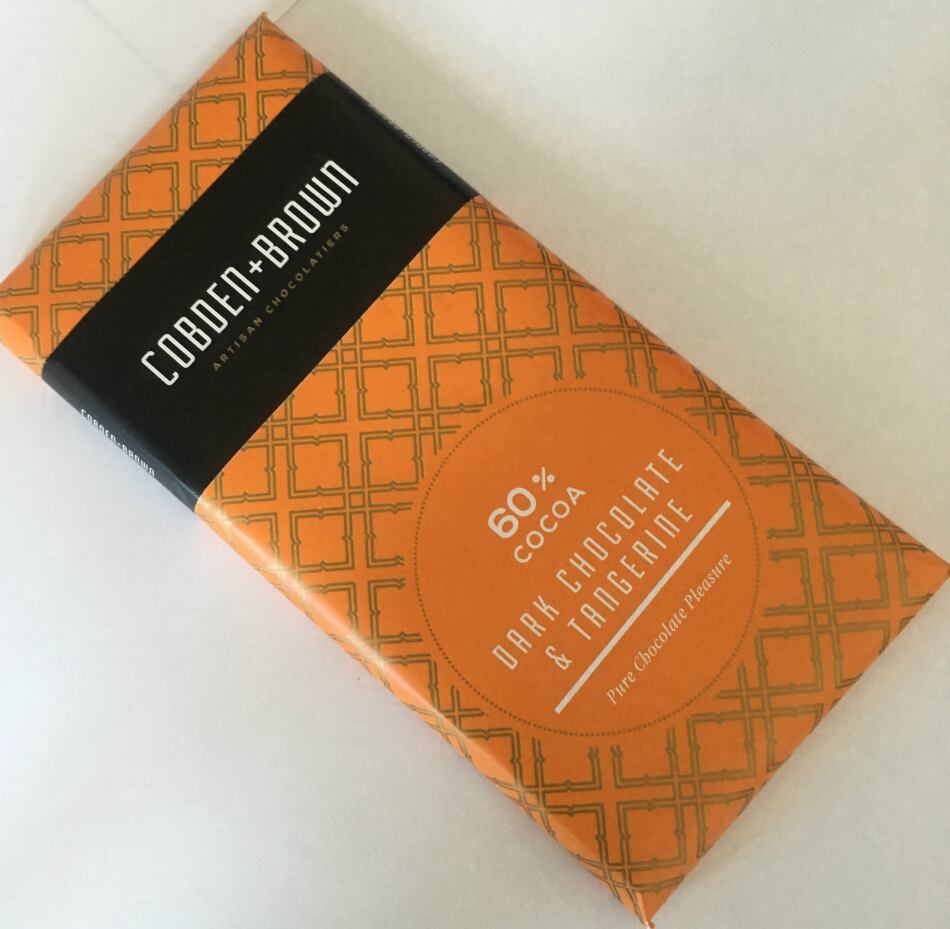 COBDEN+BROWN
ARTISAN CHOCOLATIERS
COBDEN+BROWN
60% COCOA
DARK CHOCOLATE
& TANGERINE
Pure Chocolate Pleasure